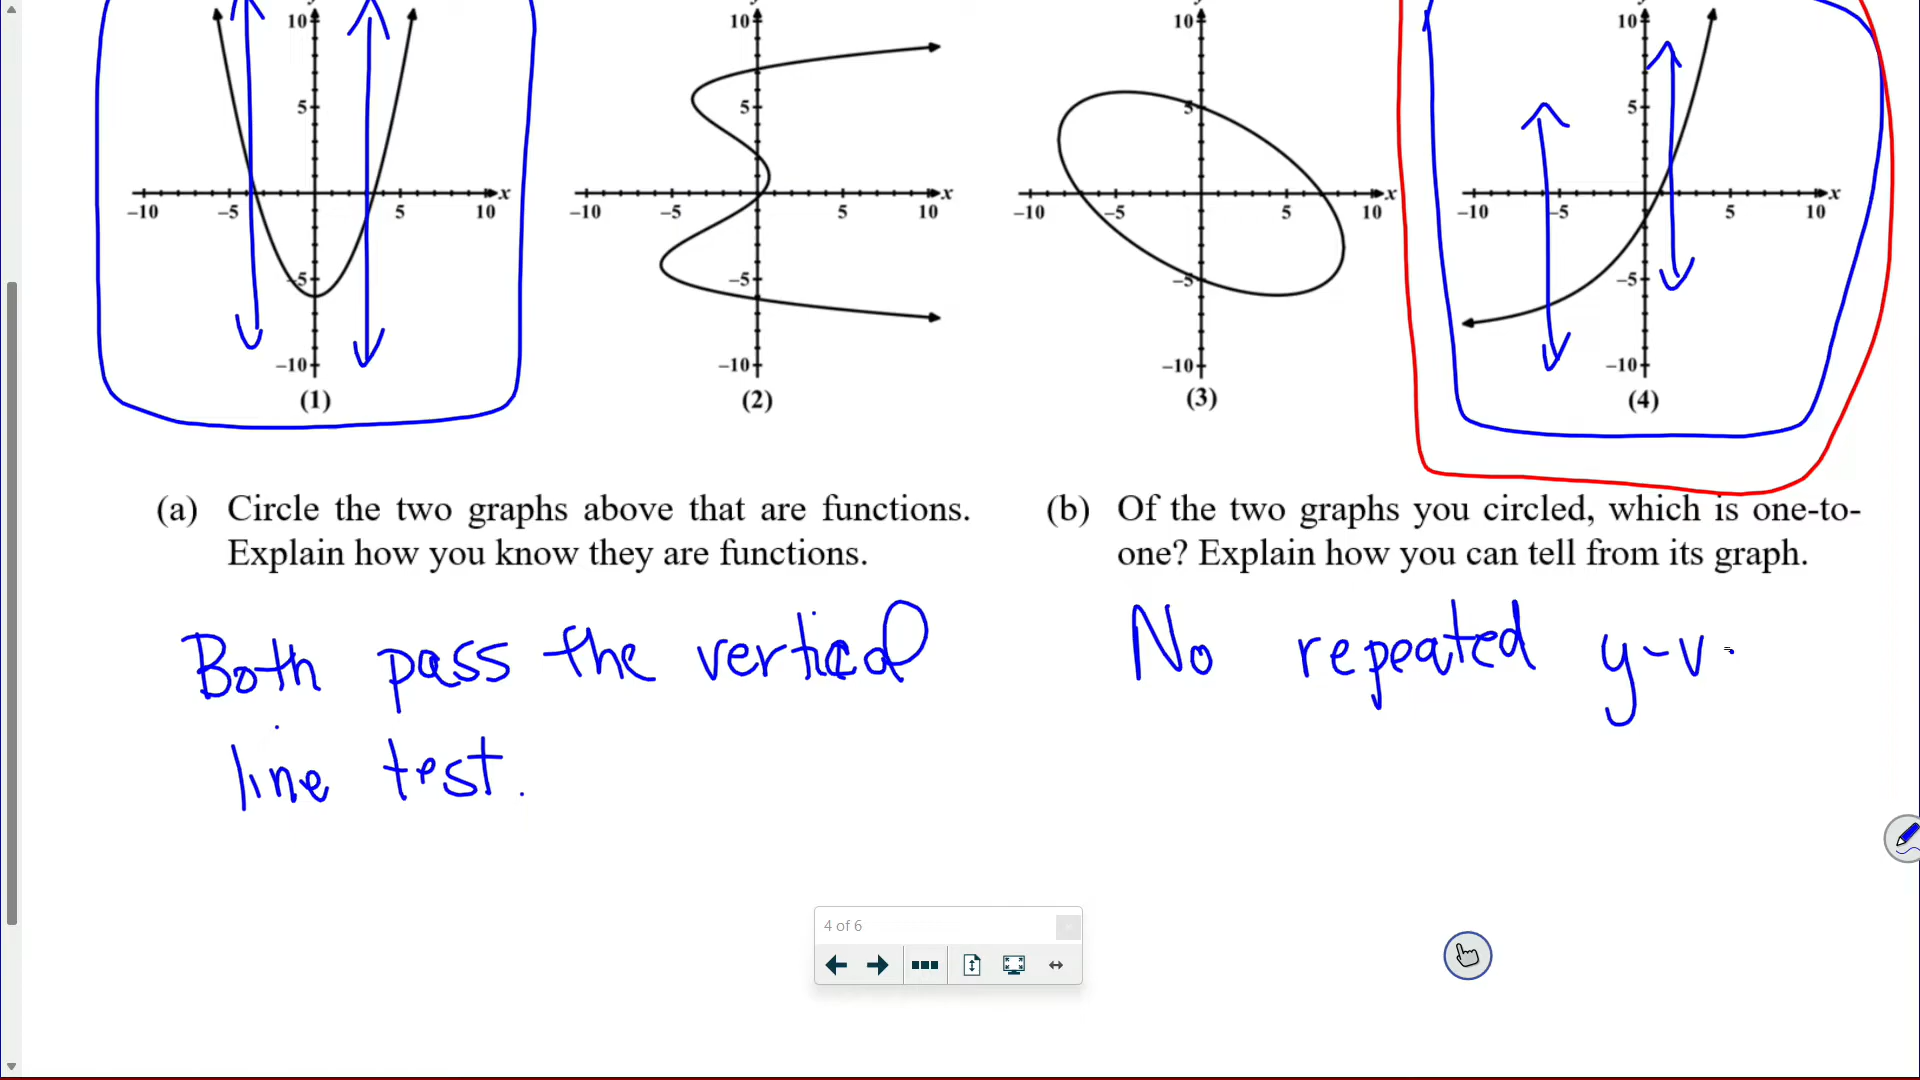 10 10 10 10
5 5 5 5
-10 -5 5 10 x -10 -5 5 10 x -10 -5 5 10 x -10 -5 5 10 x
-5 -5 -5 -5
-10 -10 -10 -10
(1) (2) (3) (4)
(a) Circle the two graphs above that are functions.
Explain how you know they are functions.
Both pass the vertical
line test.
(b) Of the two graphs you circled, which is one-to-
one? Explain how you can tell from its graph.
No repeated y-v
4 of 6